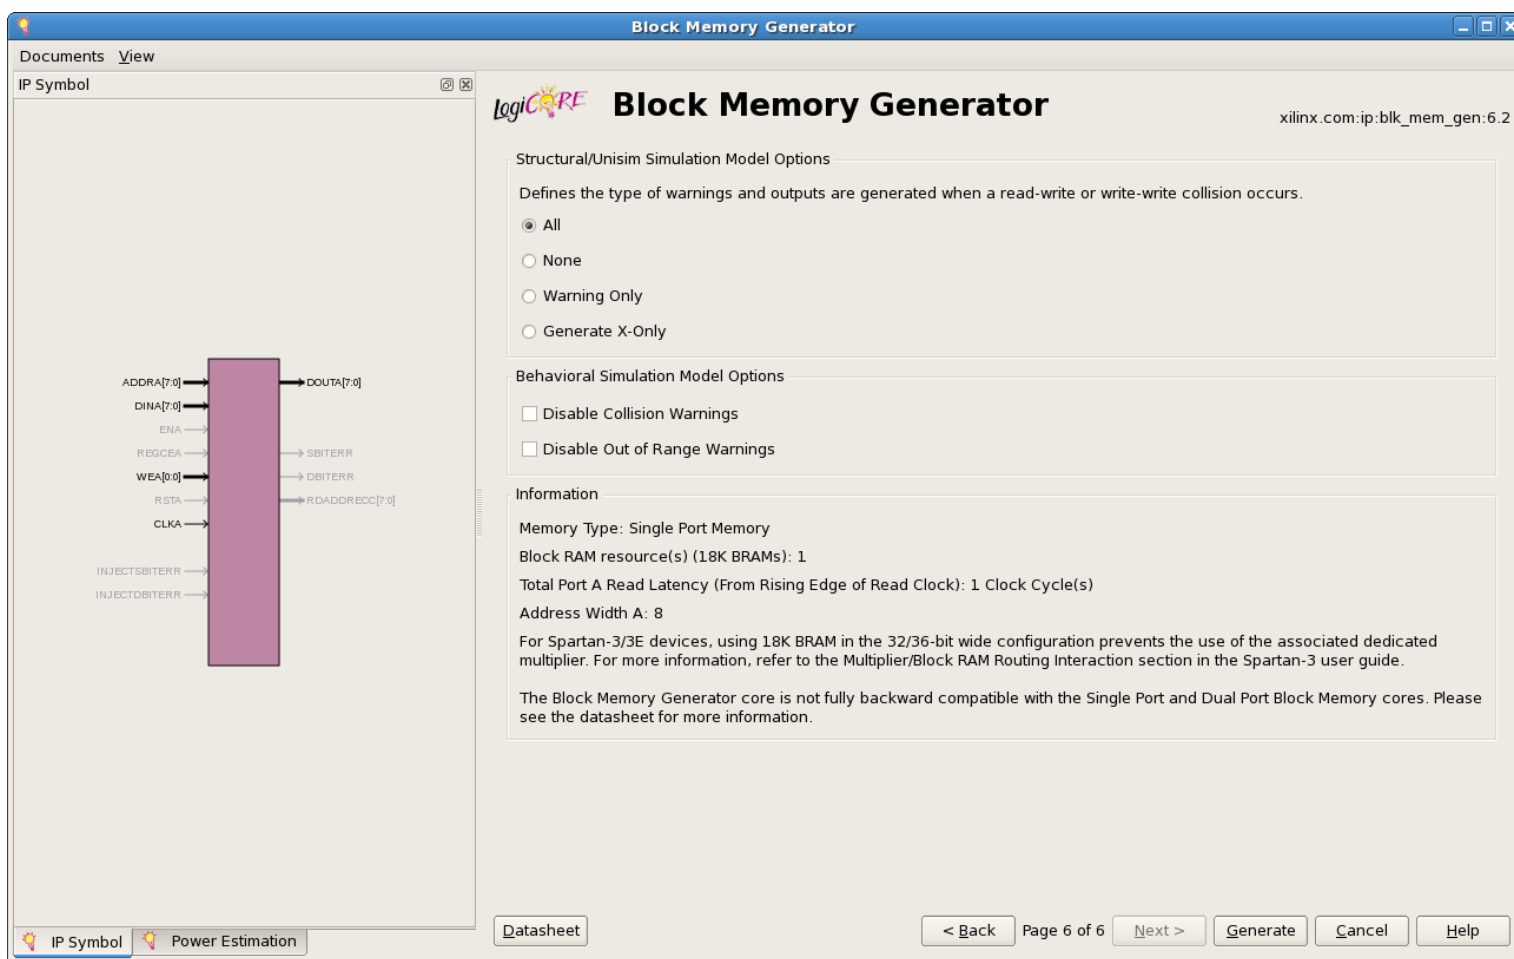 Block Memory Generator
Documents View
IP Symbol
LogiCORE
Block Memory Generator
xilinx.com:ip:blk_mem_gen:6.2
Structural/Unisim Simulation Model Options
Defines the type of warnings and outputs are generated when a read-write or write-write collision occurs.
All
None
Warning Only
Generate X-Only
Behavioral Simulation Model Options
Disable Collision Warnings
Disable Out of Range Warnings
Information
Memory Type: Single Port Memory
Block RAM resource(s) (18K BRAMs): 1
Total Port A Read Latency (From Rising Edge of Read Clock): 1 Clock Cycle(s)
Address Width A: 8
For Spartan-3/3E devices, using 18K BRAM in the 32/36-bit wide configuration prevents the use of the associated dedicated
multiplier. For more information, refer to the Multiplier/Block RAM Routing Interaction section in the Spartan-3 user guide.
The Block Memory Generator core is not fully backward compatible with the Single Port and Dual Port Block Memory cores. Please
see the datasheet for more information.
ADDRA[7:0] DOUTA[7:0]
DINA[7:0]
ENA
REGCEA SBITERR
WEA[0:0] DBITERR
RSTA RDADDRECC[7:0]
CLKA
INJECTSBITERR
INJECTDBITERR
IP Symbol Power Estimation
Datasheet < Back Page 6 of 6 Next > Generate Cancel Help